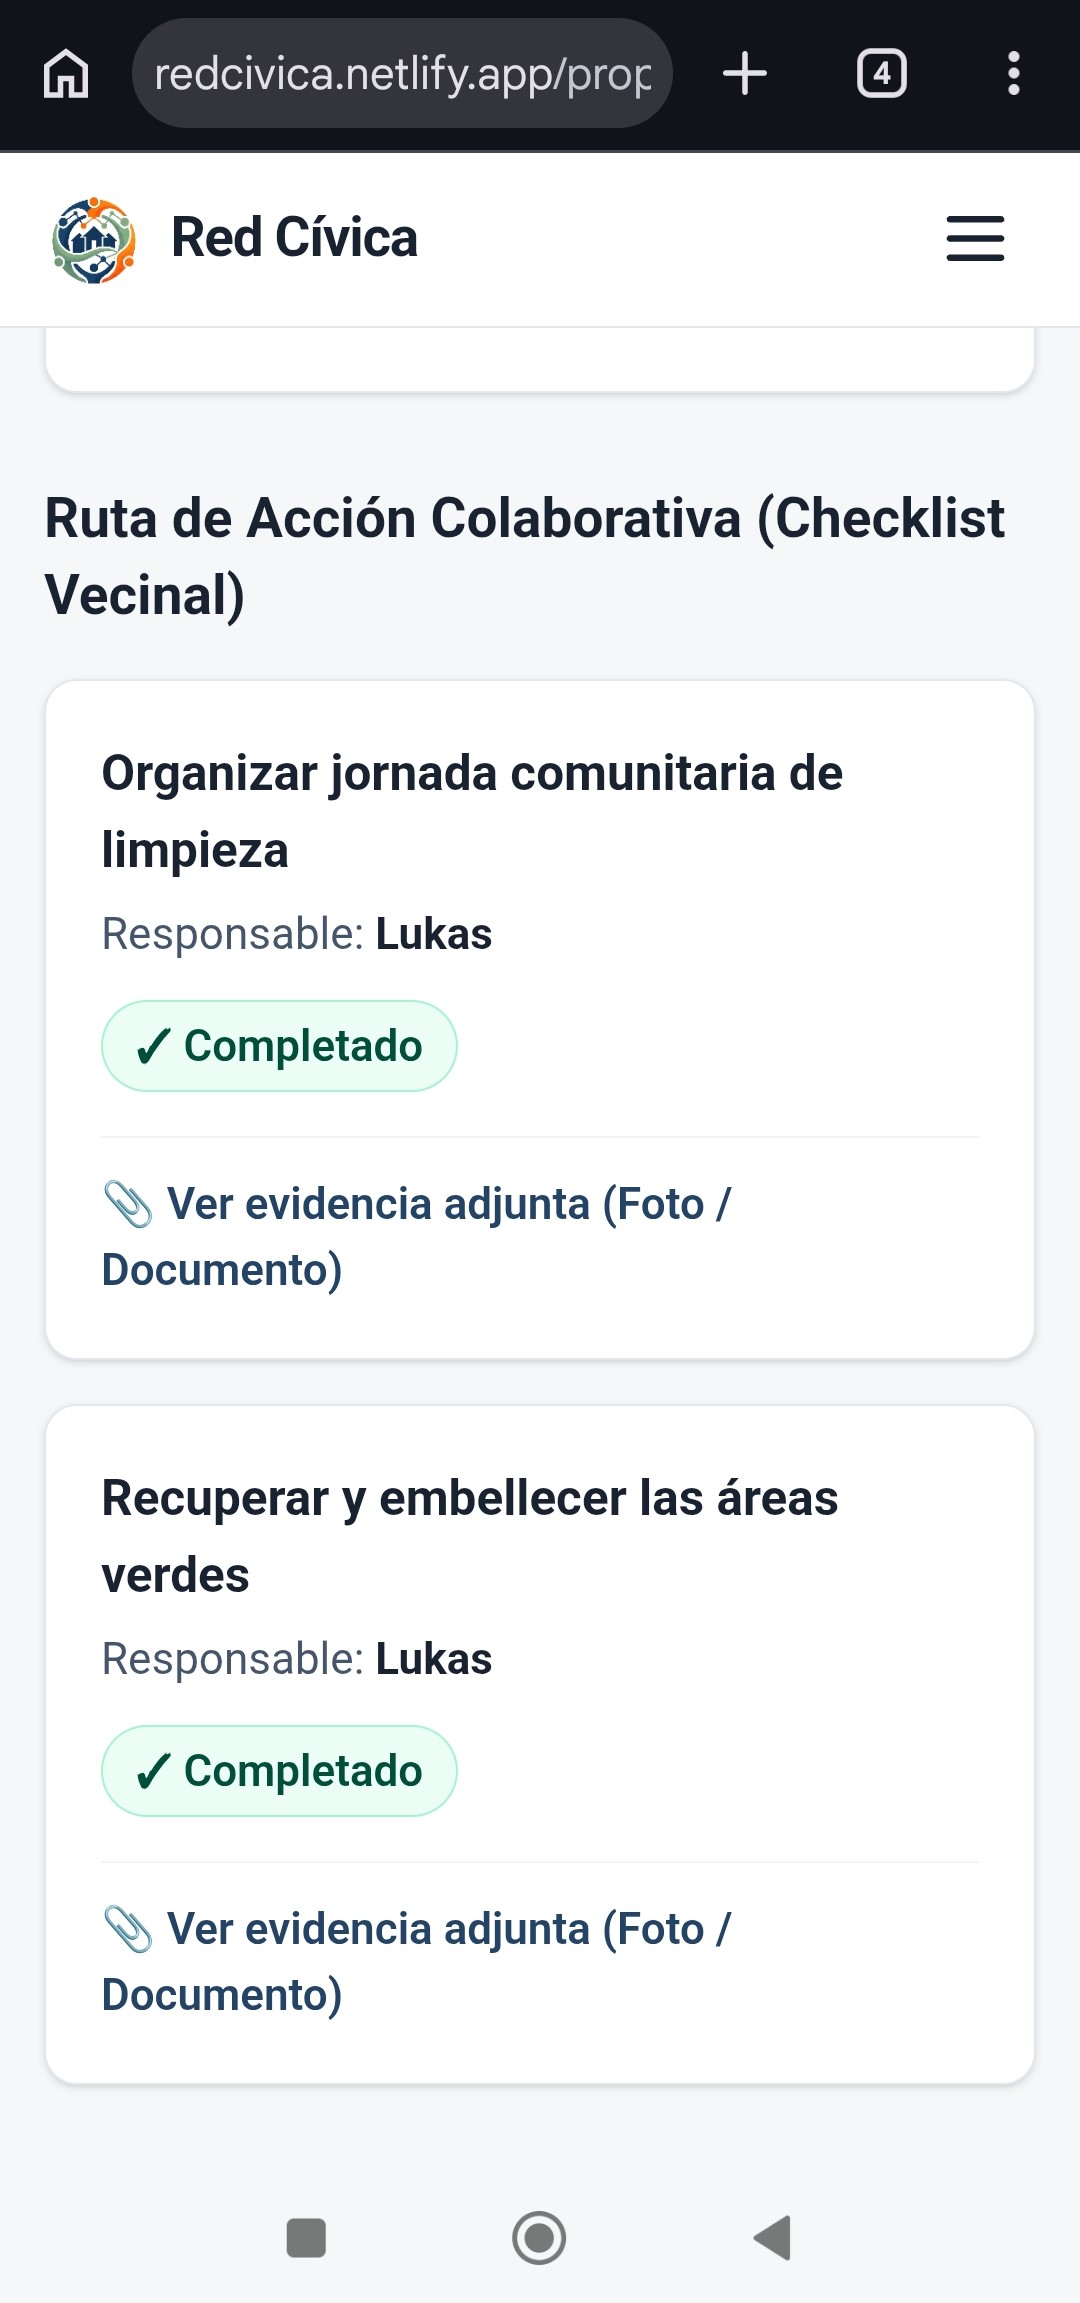 redcivica.netlify.app/prop
4
Red Cívica
Ruta de Acción Colaborativa (Checklist
Vecinal)
Organizar jornada comunitaria de
limpieza
Responsable: Lukas
✓ Completado
📎 Ver evidencia adjunta (Foto /
Documento)
Recuperar y embellecer las áreas
verdes
Responsable: Lukas
✓ Completado
📎 Ver evidencia adjunta (Foto /
Documento)